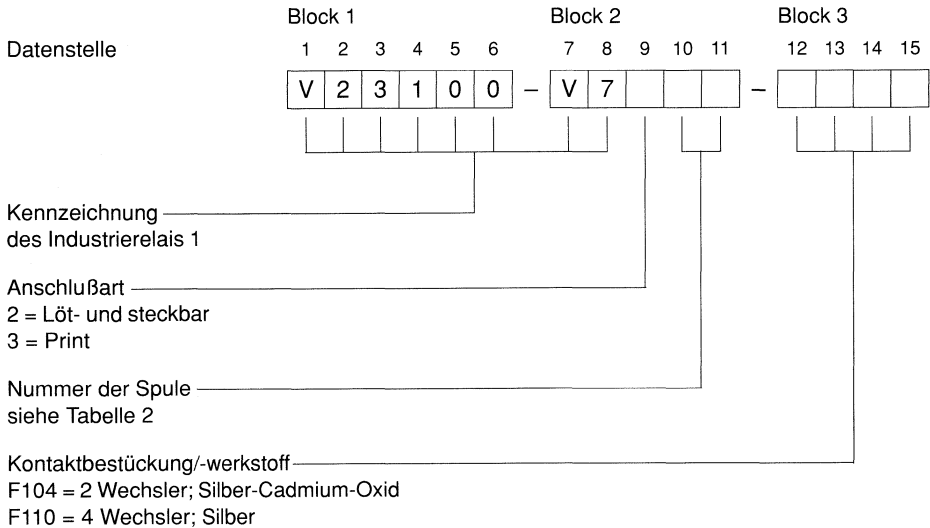 Block 1 Block 2 Block 3
Datenstelle 1 2 3 4 5 6 7 8 9 10 11 12 13 14 15
V 2 3 1 0 0 – V 7 –
Kennzeichnung
des Industrierelais 1
Anschlußart
2 = Löt- und steckbar
3 = Print
Nummer der Spule
siehe Tabelle 2
Kontaktbestückung/-werkstoff
F104 = 2 Wechsler; Silber-Cadmium-Oxid
F110 = 4 Wechsler; Silber